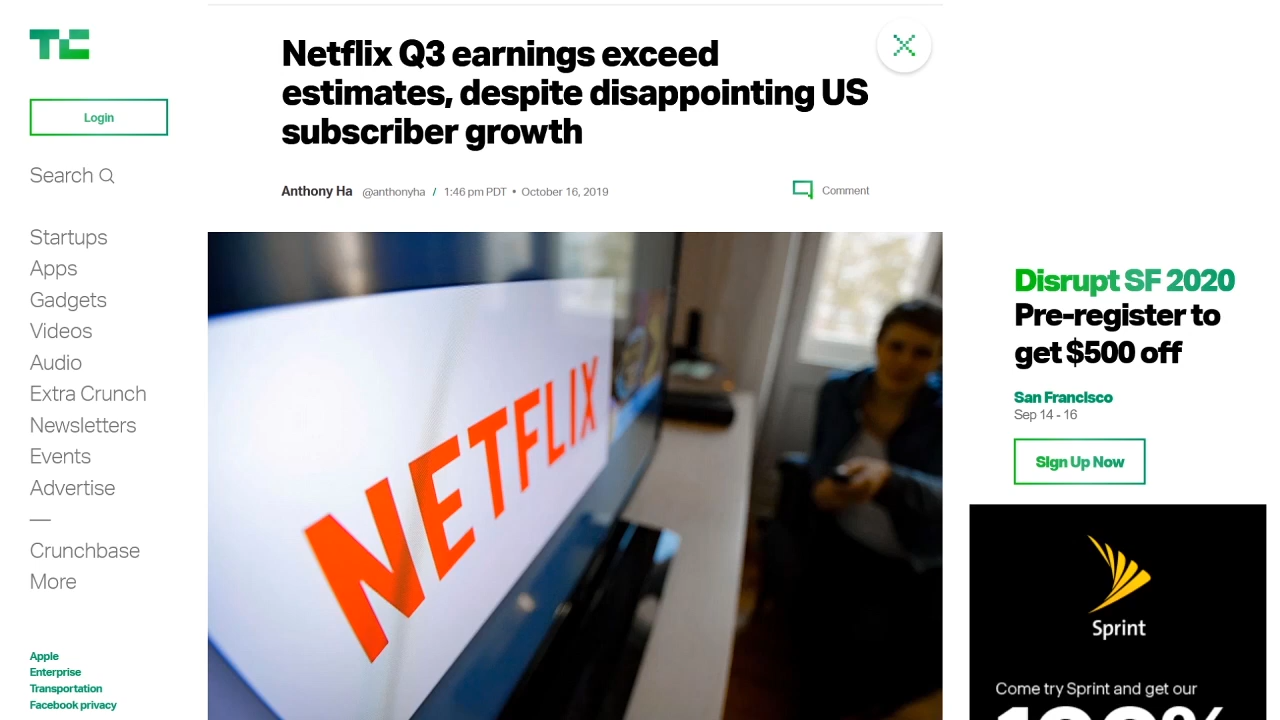 TC
Login
Search
Startups
Apps
Gadgets
Videos
Audio
Extra Crunch
Newsletters
Events
Advertise
—
Crunchbase
More
Apple
Enterprise
Transportation
Facebook privacy
Netflix Q3 earnings exceed
estimates, despite disappointing US
subscriber growth
Anthony Ha @anthonyha / 1:46 pm PDT • October 16, 2019
Comment
NETFLIX
Disrupt SF 2020
Pre-register to
get $500 off
San Francisco
Sep 14 - 16
Sign Up Now
Sprint
Come try Sprint and get our